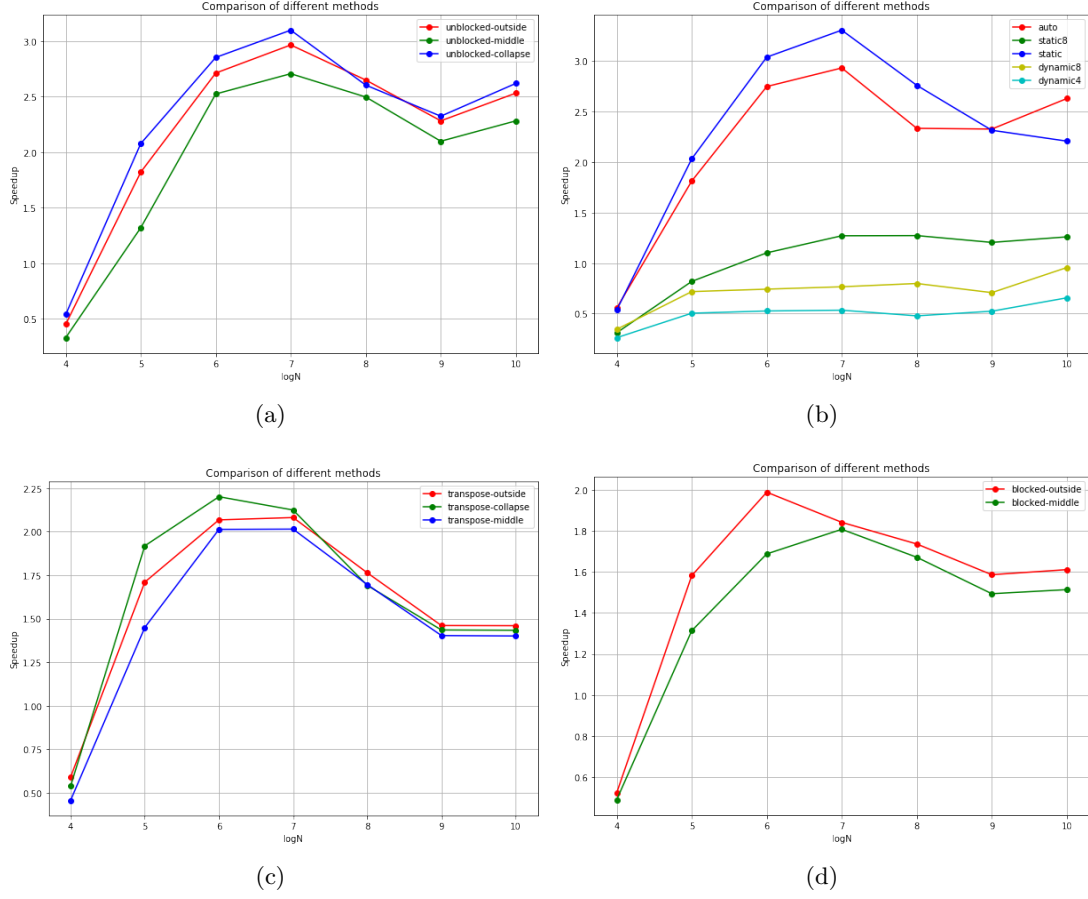 Comparison of different methods
unblocked-outside
unblocked-middle
unblocked-collapse
3.0
2.5
2.0
1.5
1.0
0.5
Speedup
4 5 6 7 8 9 10
logN
(a)
Comparison of different methods
auto
static8
static
dynamic8
dynamic4
3.0
2.5
2.0
1.5
1.0
0.5
Speedup
4 5 6 7 8 9 10
logN
(b)
Comparison of different methods
transpose-outside
transpose-collapse
transpose-middle
2.25
2.00
1.75
1.50
1.25
1.00
0.75
0.50
Speedup
4 5 6 7 8 9 10
logN
(c)
Comparison of different methods
blocked-outside
blocked-middle
2.0
1.8
1.6
1.4
1.2
1.0
0.8
0.6
Speedup
4 5 6 7 8 9 10
logN
(d)